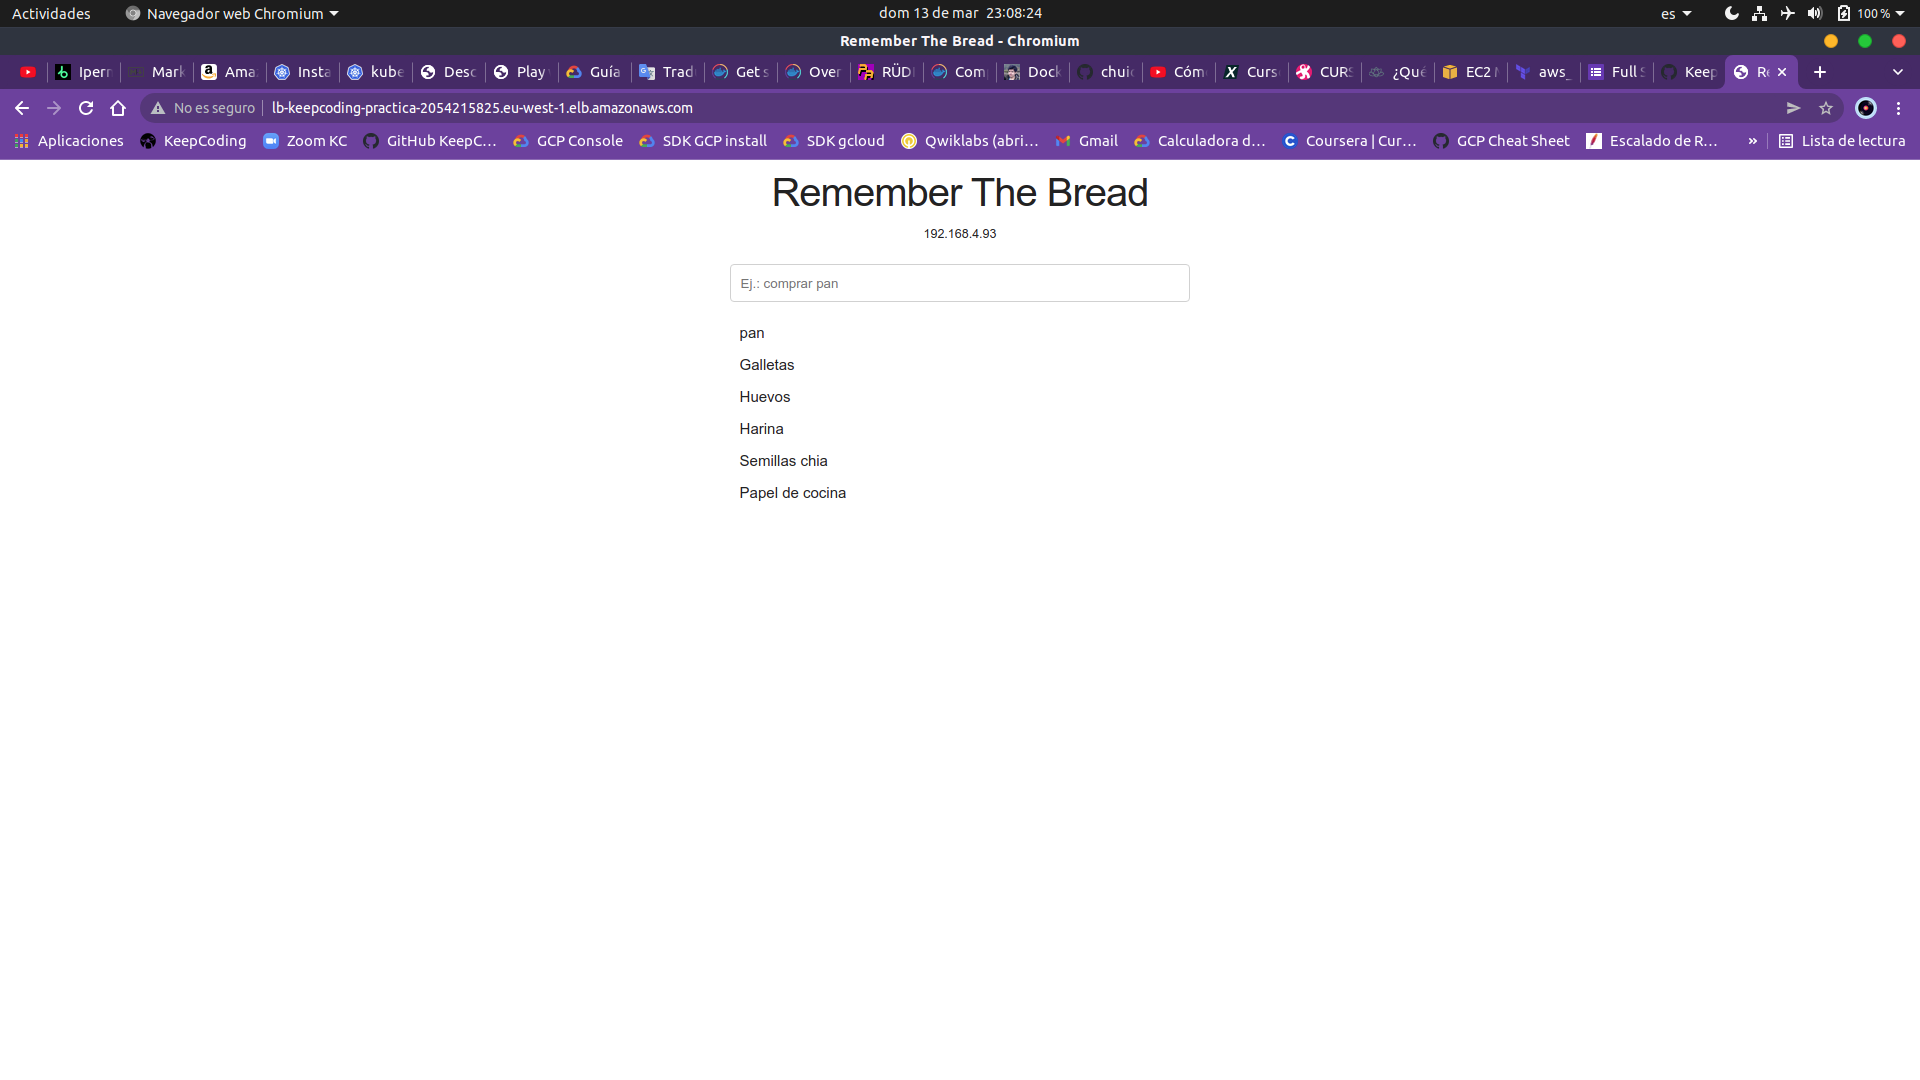 Actividades Navegador web Chromium dom 13 de mar 23:08:24 es 100 %
Remember The Bread - Chromium
Iperr Mark Ama Insta kube Desc Play Guía Trad Get s Over RÜDI Com Dock chuic Cóm Curs CURS ¿Qué EC2 M aws_ Full S Keep Re
No es seguro lb-keepcoding-practica-2054215825.eu-west-1.elb.amazonaws.com
Aplicaciones KeepCoding Zoom KC GitHub KeepC... GCP Console SDK GCP install SDK gcloud Qwiklabs (abri... Gmail Calculadora d... Coursera | Cur... GCP Cheat Sheet Escalado de R... » Lista de lectura
Remember The Bread
192.168.4.93
Ej.: comprar pan
pan
Galletas
Huevos
Harina
Semillas chia
Papel de cocina